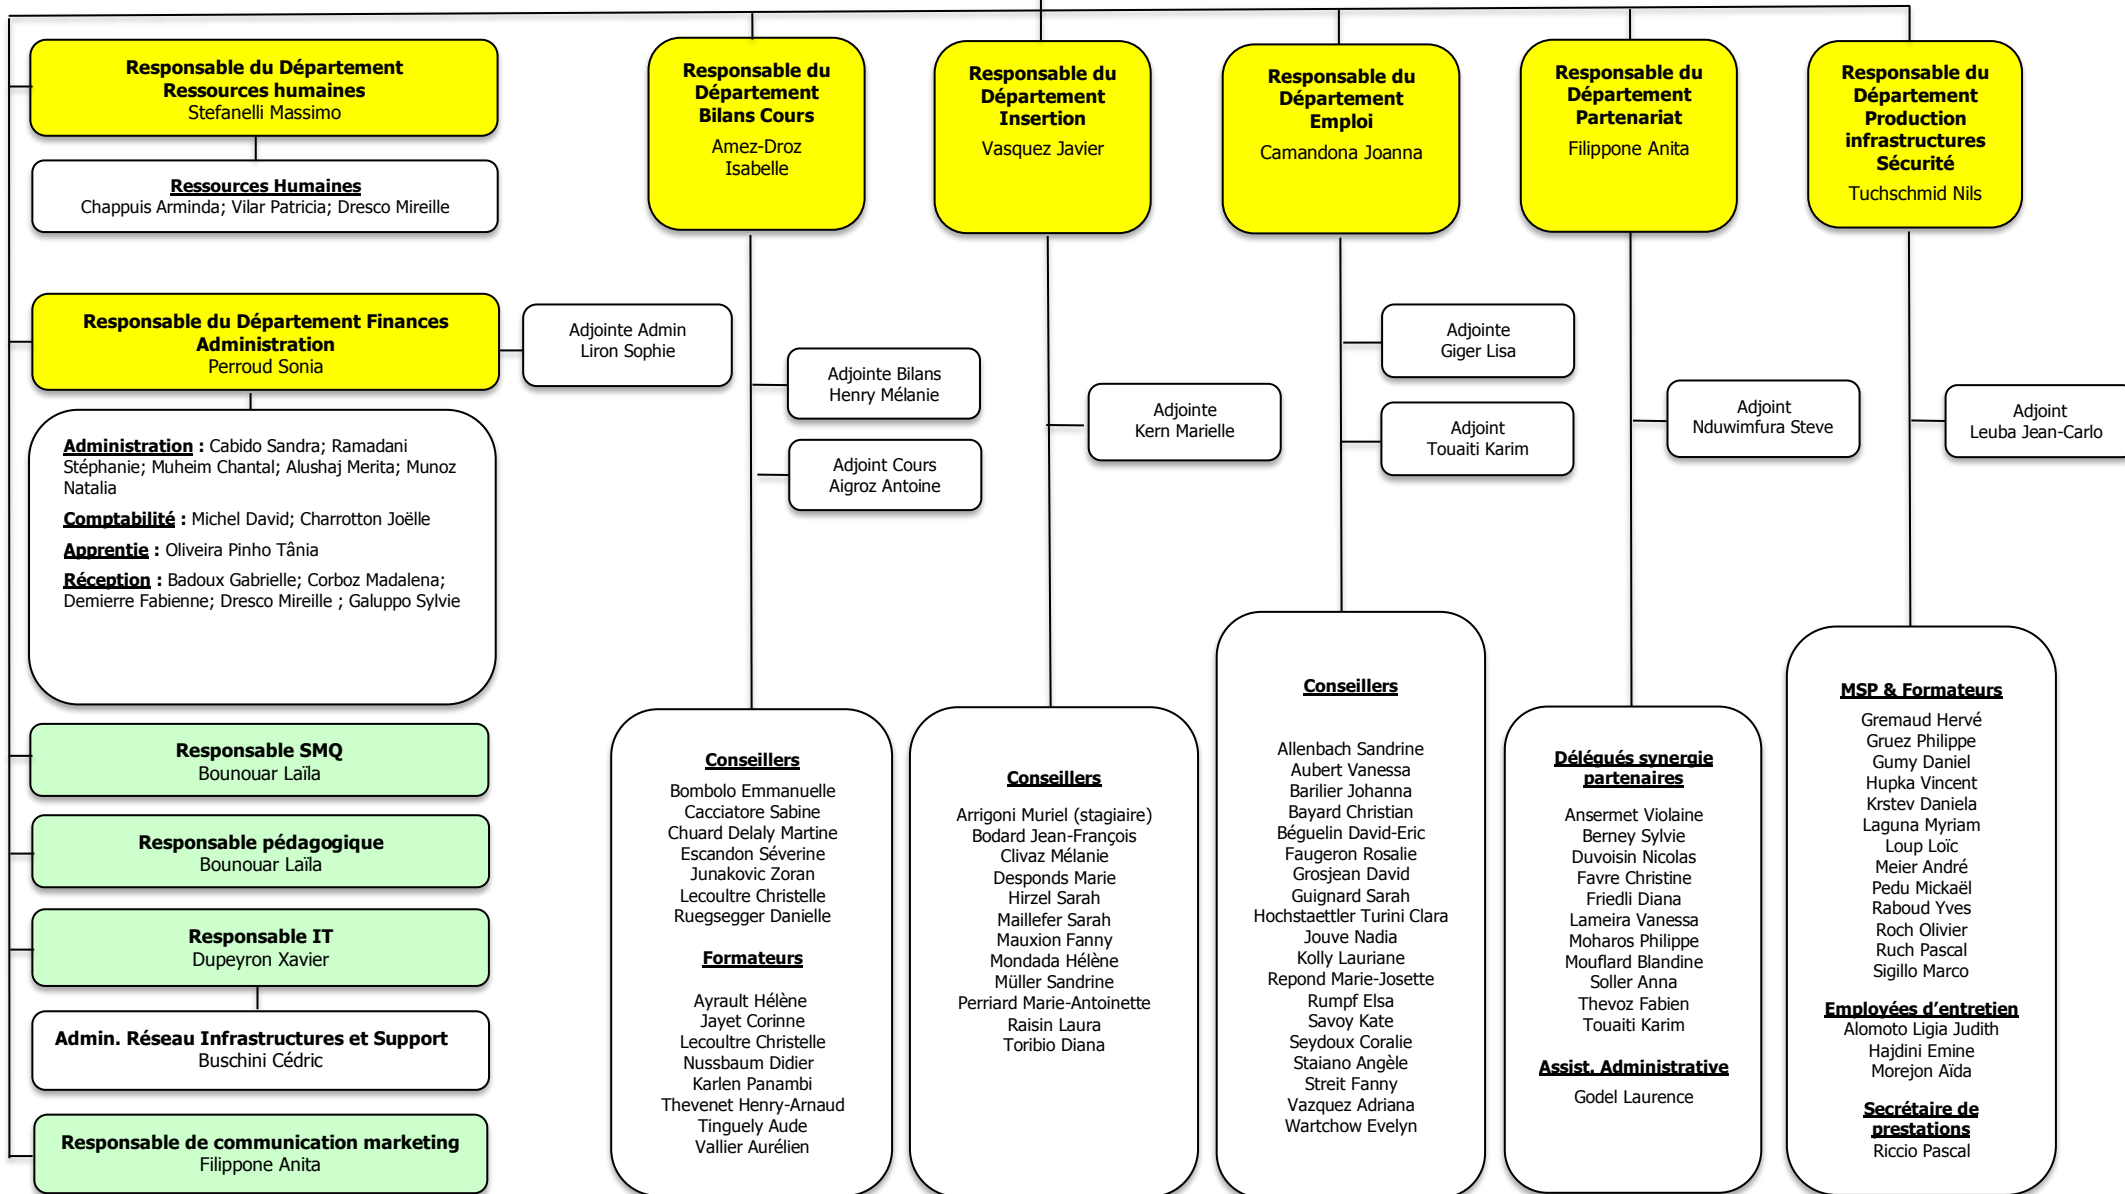 Responsable du Département
Ressources humaines
Stefanelli Massimo
Ressources Humaines
Chappuis Arminda; Vilar Patricia; Dresco Mireille
Responsable du Département Finances
Administration
Perroud Sonia
Adjointe Admin
Liron Sophie
Administration : Cabido Sandra; Ramadani
Stéphanie; Muheim Chantal; Alushaj Merita; Munoz
Natalia
Comptabilité : Michel David; Charrotton Joëlle
Apprentie : Oliveira Pinho Tânia
Réception : Badoux Gabrielle; Corboz Madalena;
Demierre Fabienne; Dresco Mireille ; Galuppo Sylvie
Responsable SMQ
Bounouar Laïla
Responsable pédagogique
Bounouar Laïla
Responsable IT
Dupeyron Xavier
Admin. Réseau Infrastructures et Support
Buschini Cédric
Responsable de communication marketing
Filippone Anita
Responsable du
Département
Bilans Cours
Amez-Droz
Isabelle
Adjointe Bilans
Henry Mélanie
Adjoint Cours
Aigroz Antoine
Conseillers
Bombolo Emmanuelle
Cacciatore Sabine
Chuard Delaly Martine
Escandon Séverine
Junakovic Zoran
Lecoultre Christelle
Ruegsegger Danielle
Formateurs
Ayrault Hélène
Jayet Corinne
Lecoultre Christelle
Nussbaum Didier
Karlen Panambi
Thevenet Henry-Arnaud
Tinguely Aude
Vallier Aurélien
Responsable du
Département
Insertion
Vasquez Javier
Adjointe
Kern Marielle
Conseillers
Arrigoni Muriel (stagiaire)
Bodard Jean-François
Clivaz Mélanie
Desponds Marie
Hirzel Sarah
Maillefer Sarah
Mauxion Fanny
Mondada Hélène
Müller Sandrine
Perriard Marie-Antoinette
Raisin Laura
Toribio Diana
Responsable du
Département
Emploi
Camandona Joanna
Adjointe
Giger Lisa
Adjoint
Touaiti Karim
Conseillers
Allenbach Sandrine
Aubert Vanessa
Barilier Johanna
Bayard Christian
Béguelin David-Eric
Faugeron Rosalie
Grosjean David
Guignard Sarah
Hochstaettler Turini Clara
Jouve Nadia
Kolly Lauriane
Repond Marie-Josette
Rumpf Elsa
Savoy Kate
Seydoux Coralie
Staiano Angèle
Streit Fanny
Vazquez Adriana
Wartchow Evelyn
Responsable du
Département
Partenariat
Filippone Anita
Adjoint
Nduwimfura Steve
Délégués synergie
partenaires
Ansermet Violaine
Berney Sylvie
Duvoisin Nicolas
Favre Christine
Friedli Diana
Lameira Vanessa
Moharos Philippe
Mouflard Blandine
Soller Anna
Thevoz Fabien
Touaiti Karim
Assist. Administrative
Godel Laurence
Responsable du
Département
Production
infrastructures
Sécurité
Tuchschmid Nils
Adjoint
Leuba Jean-Carlo
MSP & Formateurs
Gremaud Hervé
Gruez Philippe
Gumy Daniel
Hupka Vincent
Krstev Daniela
Laguna Myriam
Loup Loïc
Meier André
Pedu Mickaël
Raboud Yves
Roch Olivier
Ruch Pascal
Sigillo Marco
Employées d’entretien
Alomoto Ligia Judith
Hajdini Emine
Morejon Aïda
Secrétaire de
prestations
Riccio Pascal